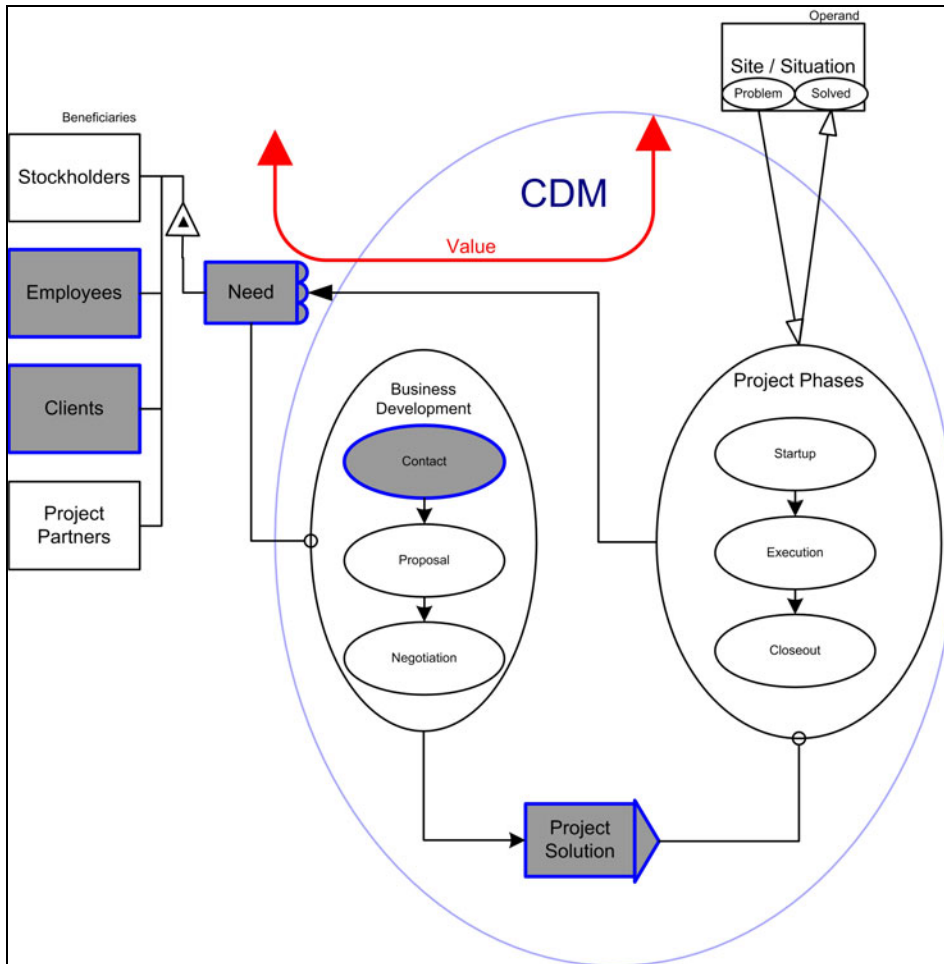 Operand
Site / Situation
Problem
Solved
Beneficiaries
Stockholders
Employees
Clients
Project
Partners
Need
CDM
Value
Business
Development
Contact
Proposal
Negotiation
Project Phases
Startup
Execution
Closeout
Project
Solution